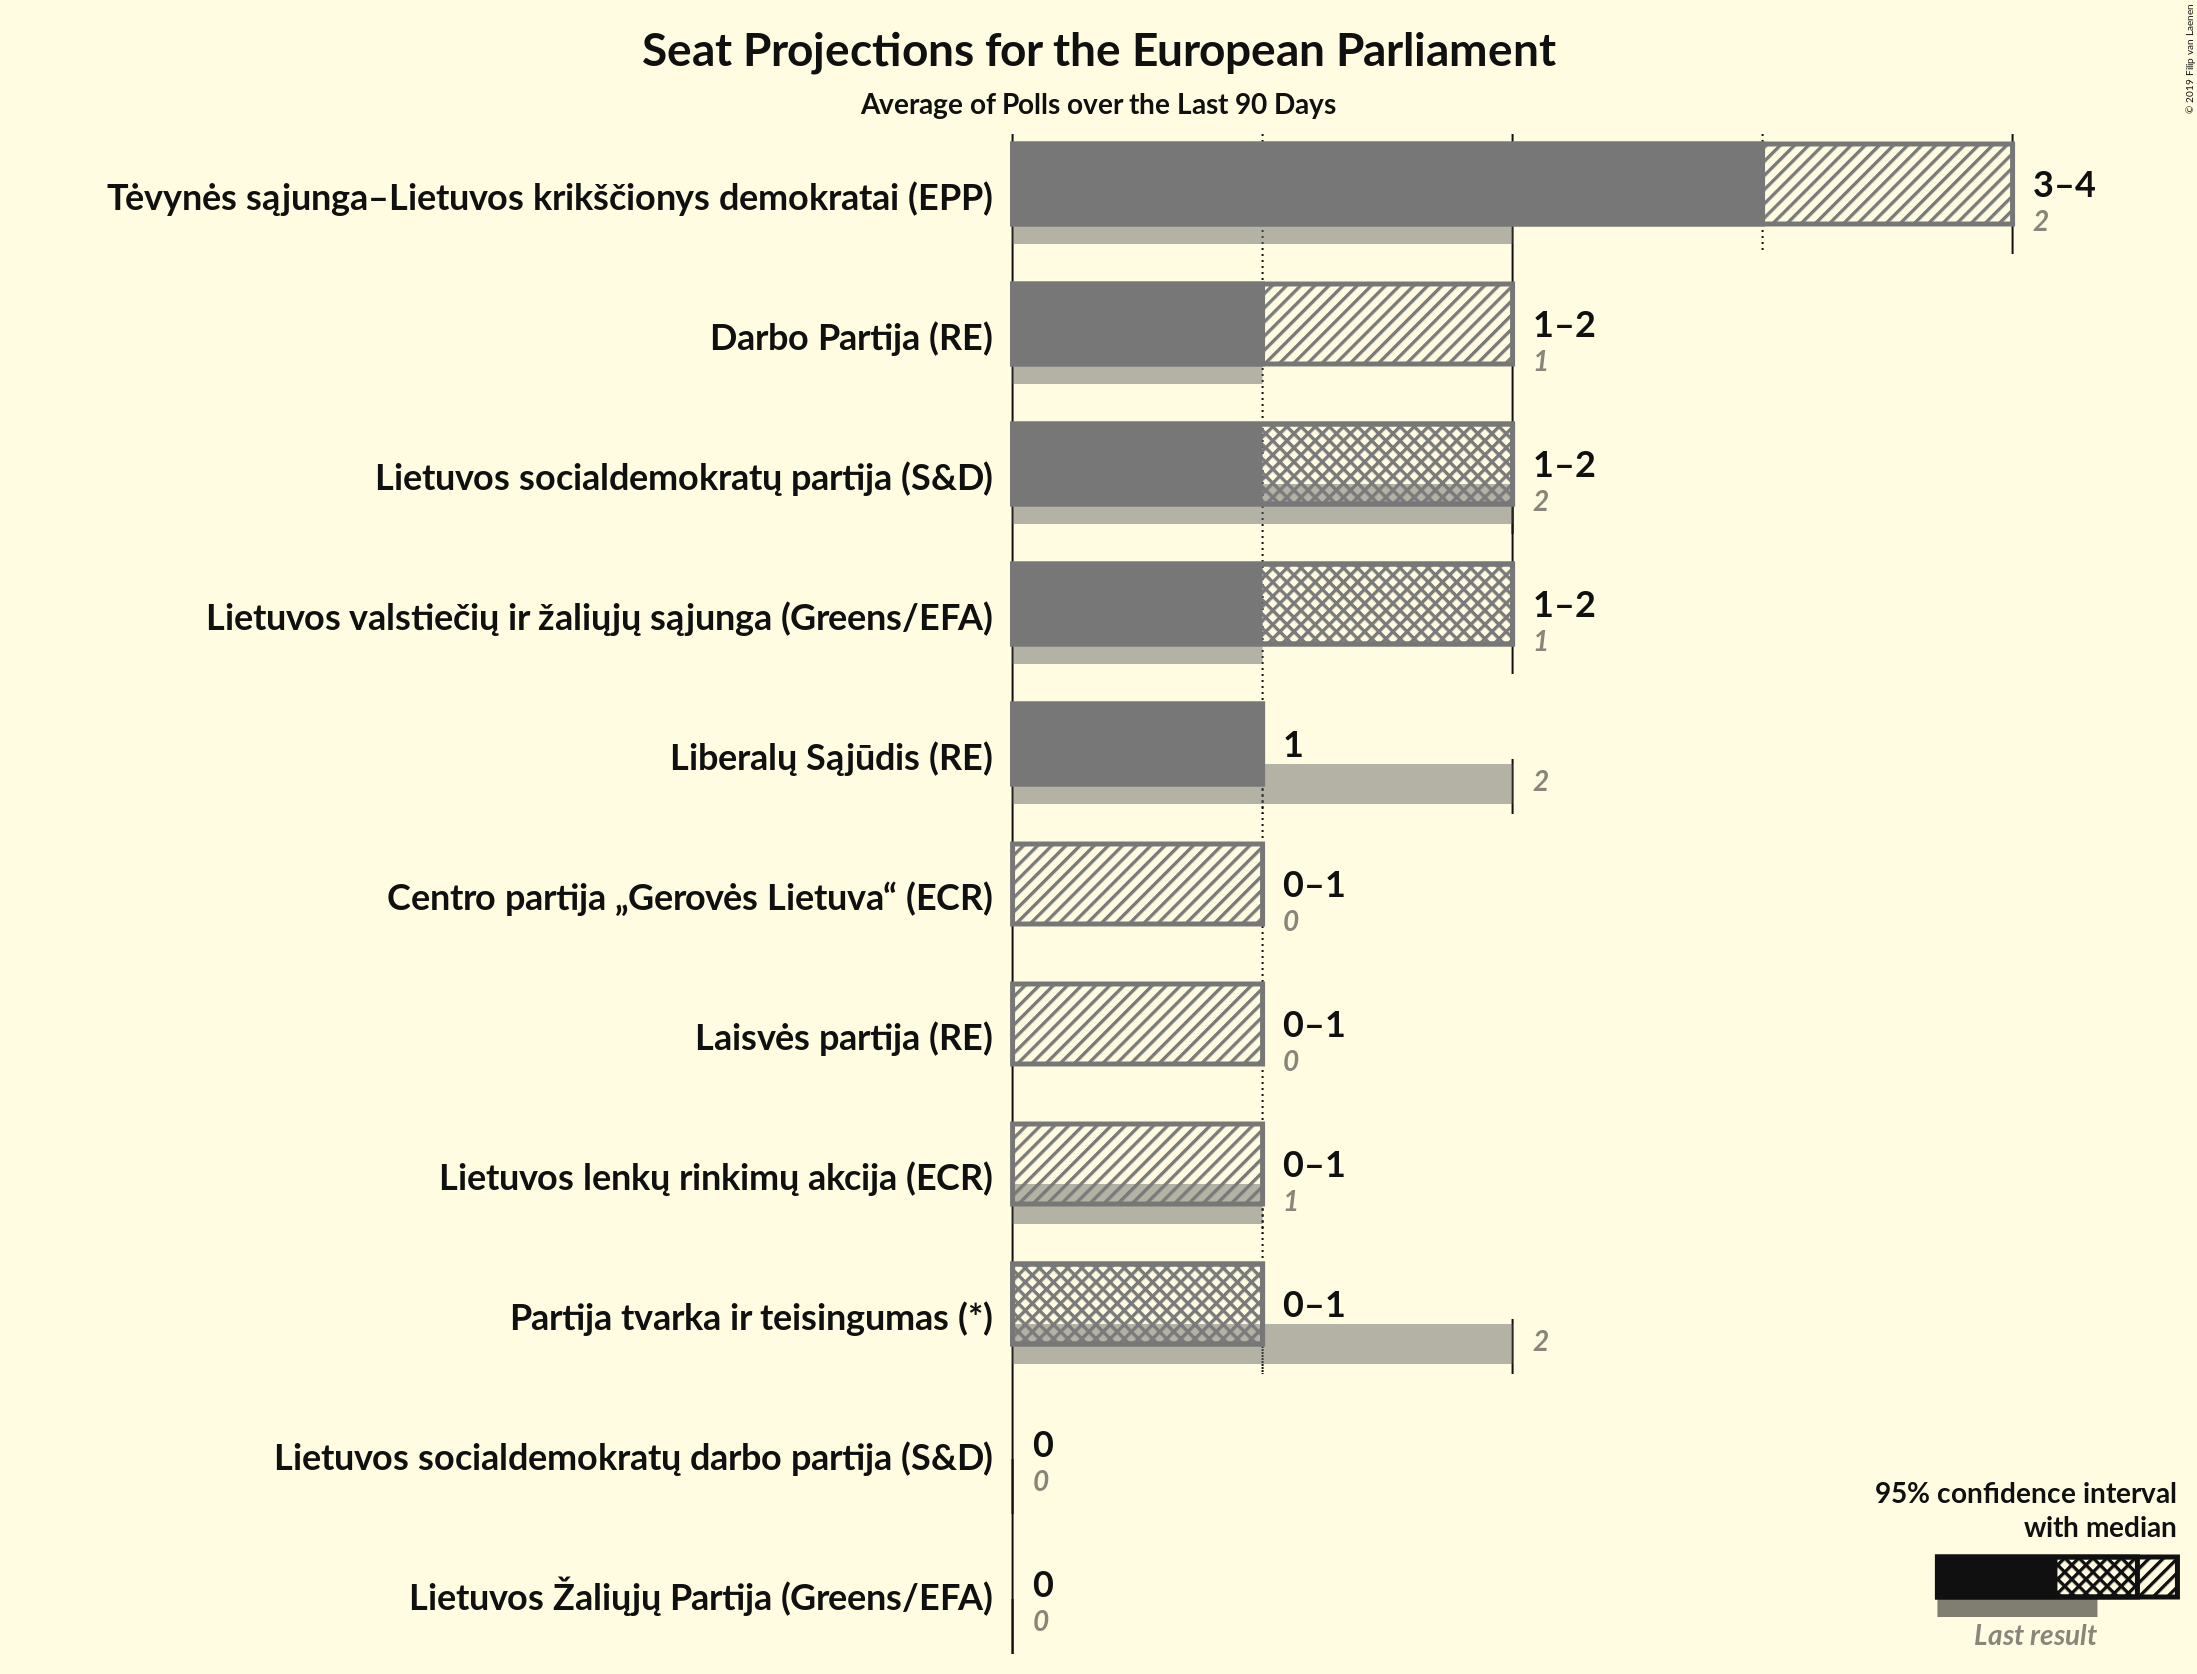 Seat Projections for the European Parliament
Average of Polls over the Last 90 Days
© 2019 Filip van Laenen
Tėvynės sąjunga–Lietuvos krikščionys demokratai (EPP)
3–4
2
Darbo Partija (RE)
1–2
1
Lietuvos socialdemokratų partija (S&D)
1–2
2
Lietuvos valstiečių ir žaliųjų sąjunga (Greens/EFA)
1–2
1
Liberalų Sąjūdis (RE)
1
2
Centro partija „Gerovės Lietuva“ (ECR)
0–1
0
Laisvės partija (RE)
0–1
0
Lietuvos lenkų rinkimų akcija (ECR)
0–1
1
Partija tvarka ir teisingumas (*)
0–1
2
Lietuvos socialdemokratų darbo partija (S&D)
0
0
Lietuvos Žaliųjų Partija (Greens/EFA)
0
0
95% confidence interval
with median
Last result